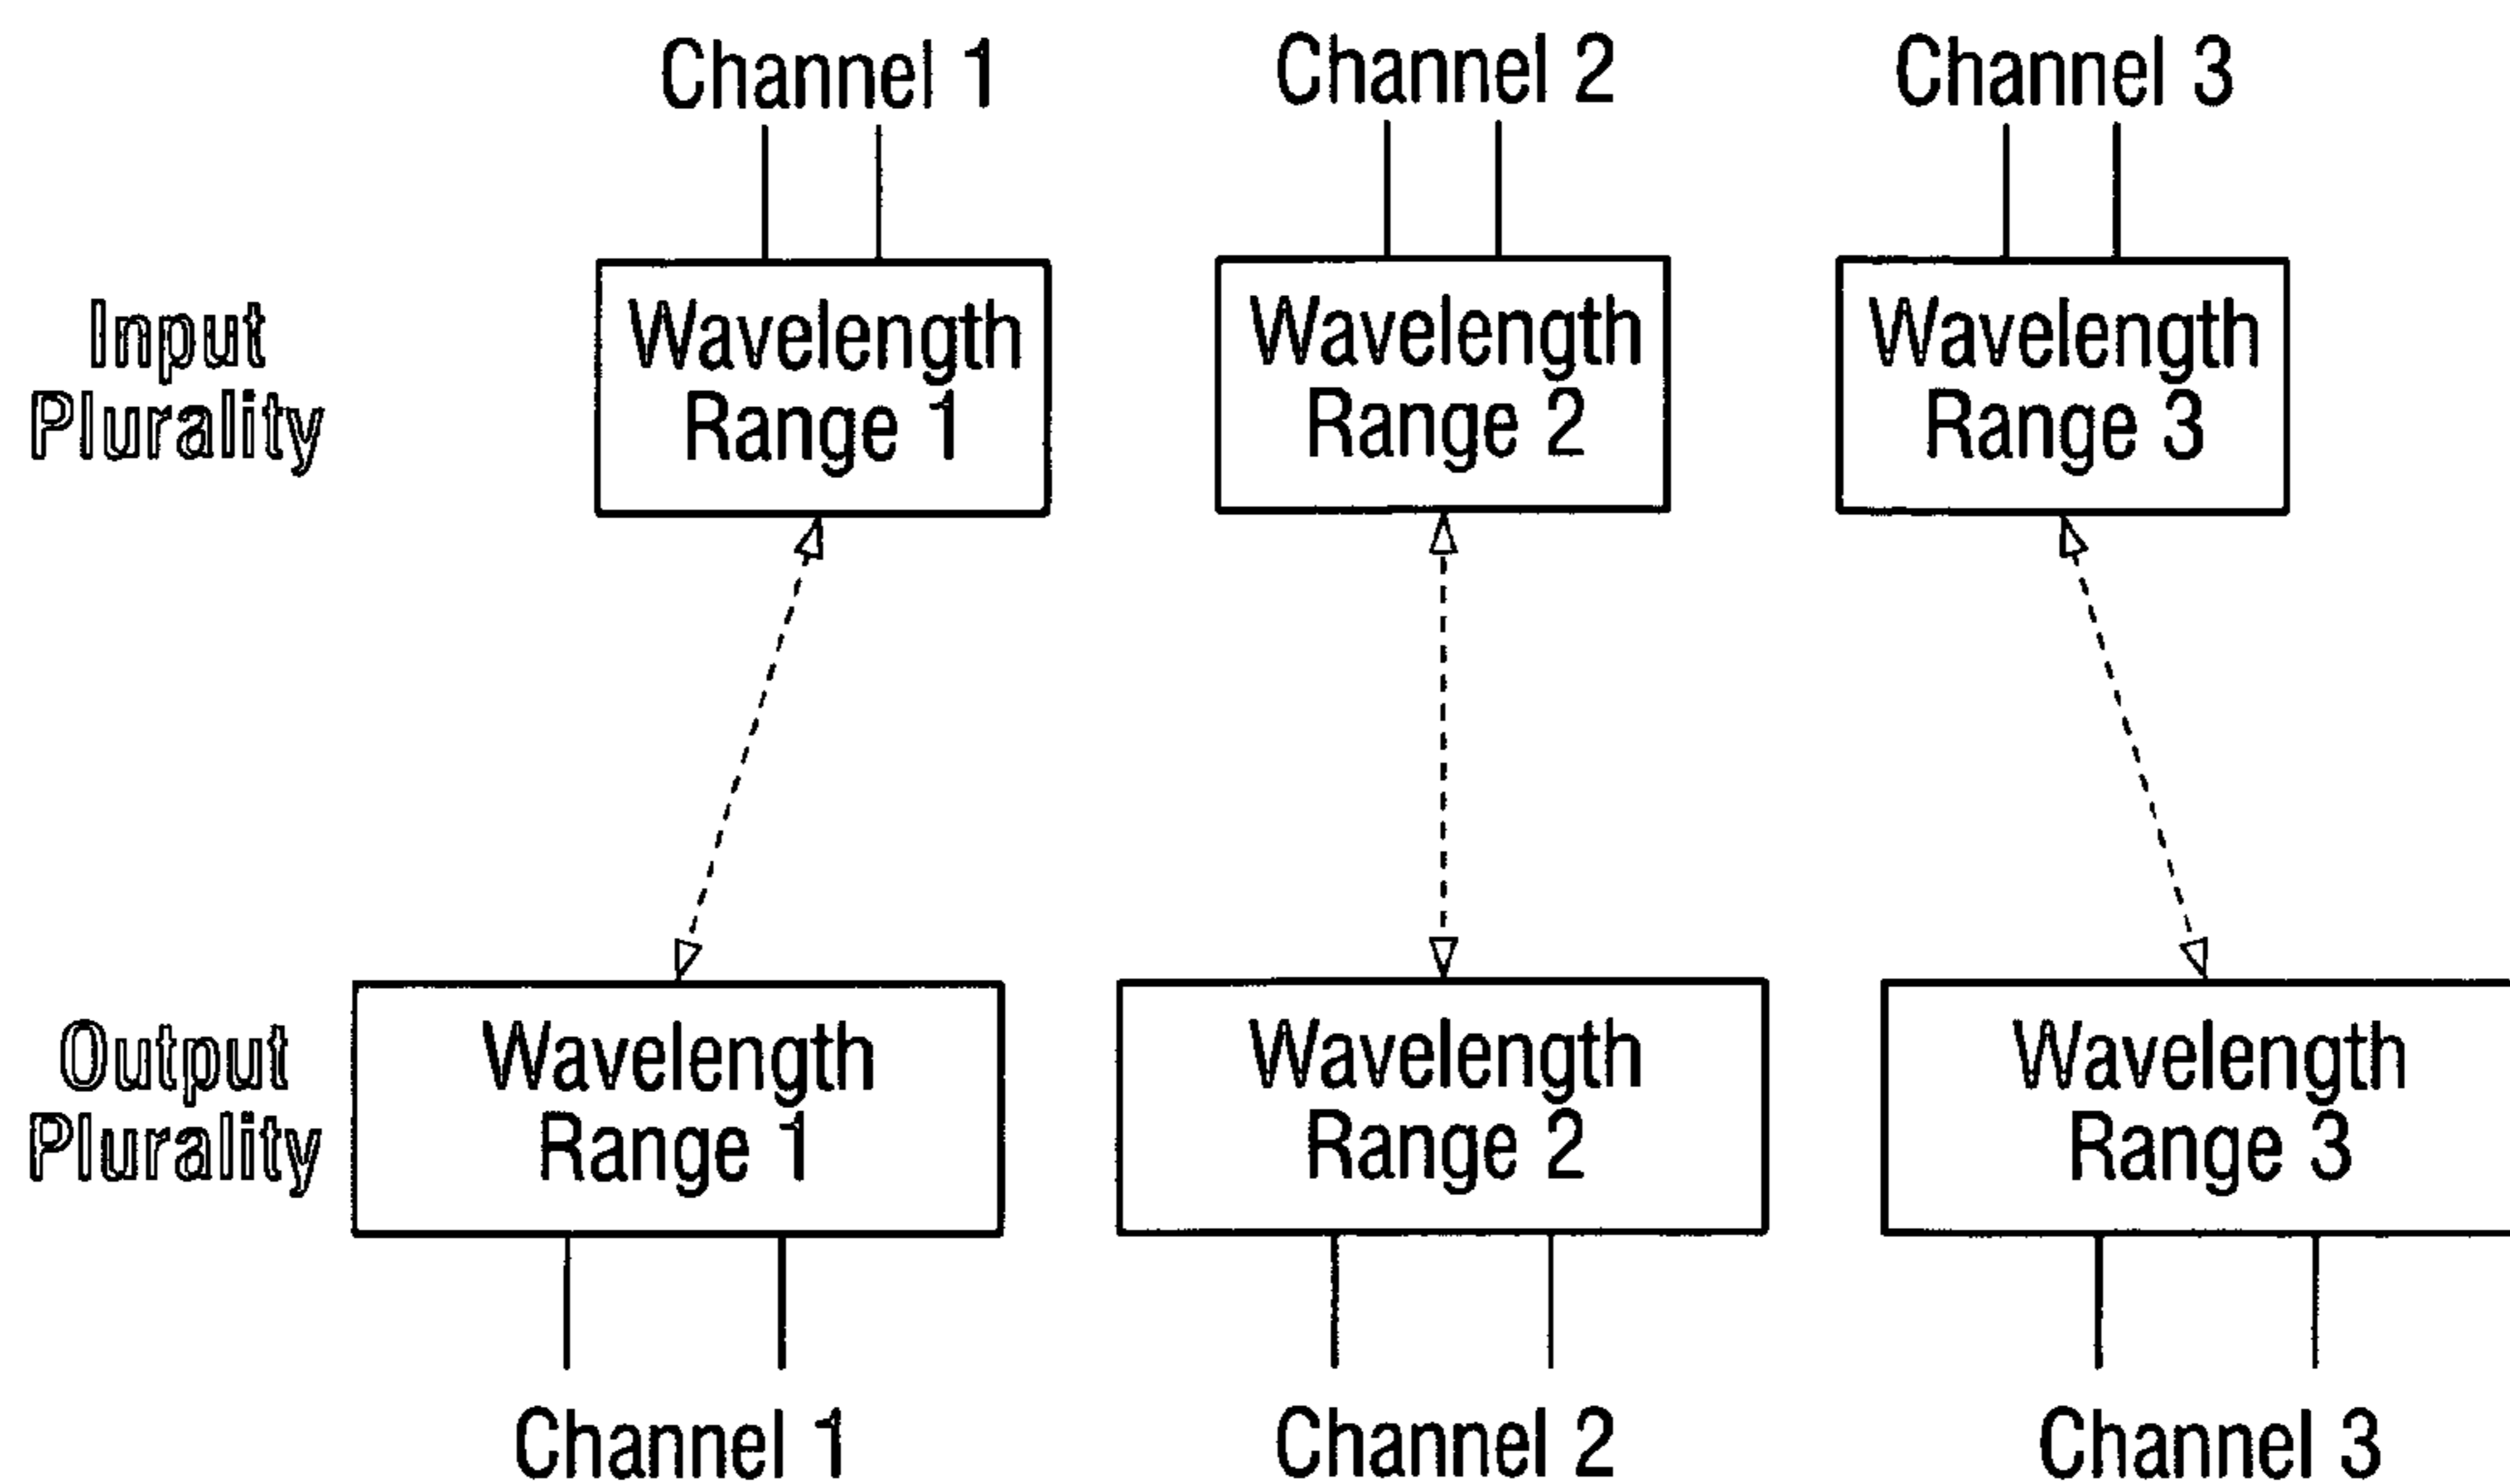 Channel 1
Channel 2
Channel 3
Input
Plurality
Wavelength
Range 1
Wavelength
Range 2
Wavelength
Range 3
Output
Plurality
Wavelength
Range 1
Wavelength
Range 2
Wavelength
Range 3
Channel 1
Channel 2
Channel 3